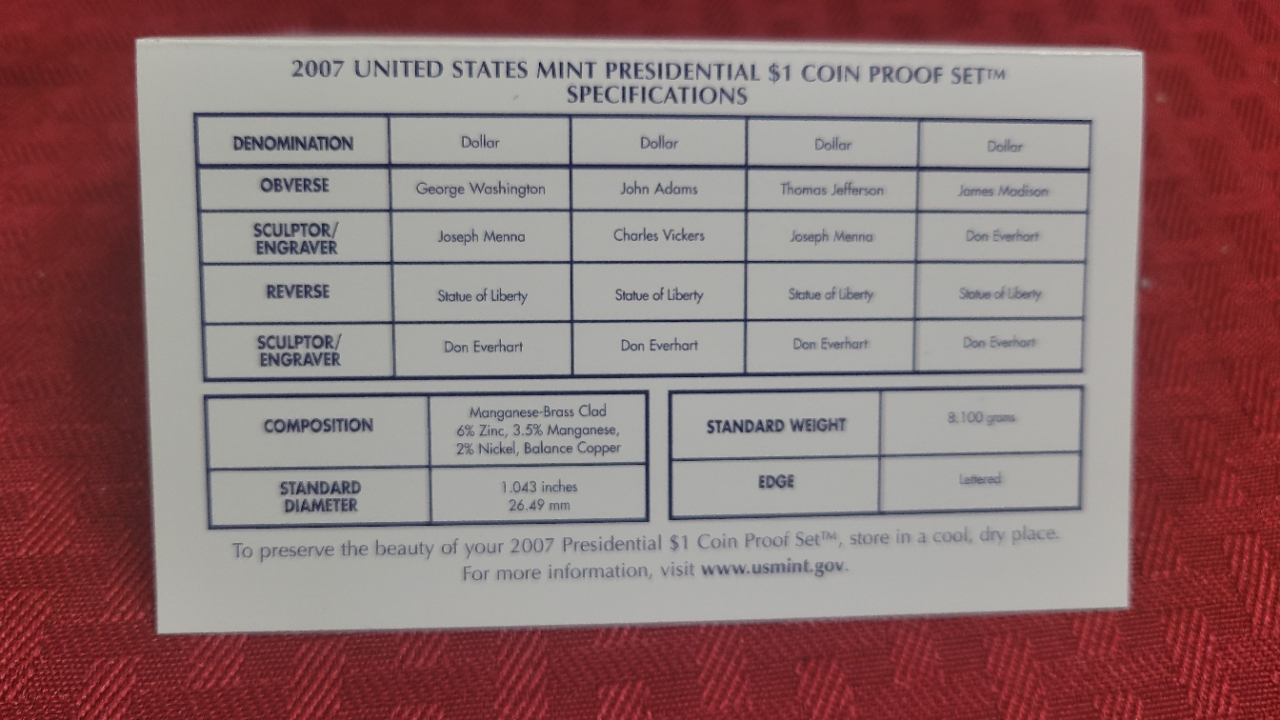 2007 UNITED STATES MINT PRESIDENTIAL $1 COIN PROOF SET™
SPECIFICATIONS
DENOMINATION Dollar Dollar Dollar Dollar
OBVERSE George Washington John Adams Thomas Jefferson James Madison
SCULPTOR/
ENGRAVER Joseph Menna Charles Vickers Joseph Menna Don Everhart
REVERSE Statue of Liberty Statue of Liberty Statue of Liberty Statue of Liberty
SCULPTOR/
ENGRAVER Don Everhart Don Everhart Don Everhart Don Everhart
COMPOSITION Manganese-Brass Clad
6% Zinc, 3.5% Manganese,
2% Nickel, Balance Copper
STANDARD
DIAMETER 1.043 inches
26.49 mm
STANDARD WEIGHT 8.100 grams
EDGE Lettered
To preserve the beauty of your 2007 Presidential $1 Coin Proof Set™, store in a cool, dry place.
For more information, visit www.usmint.gov.